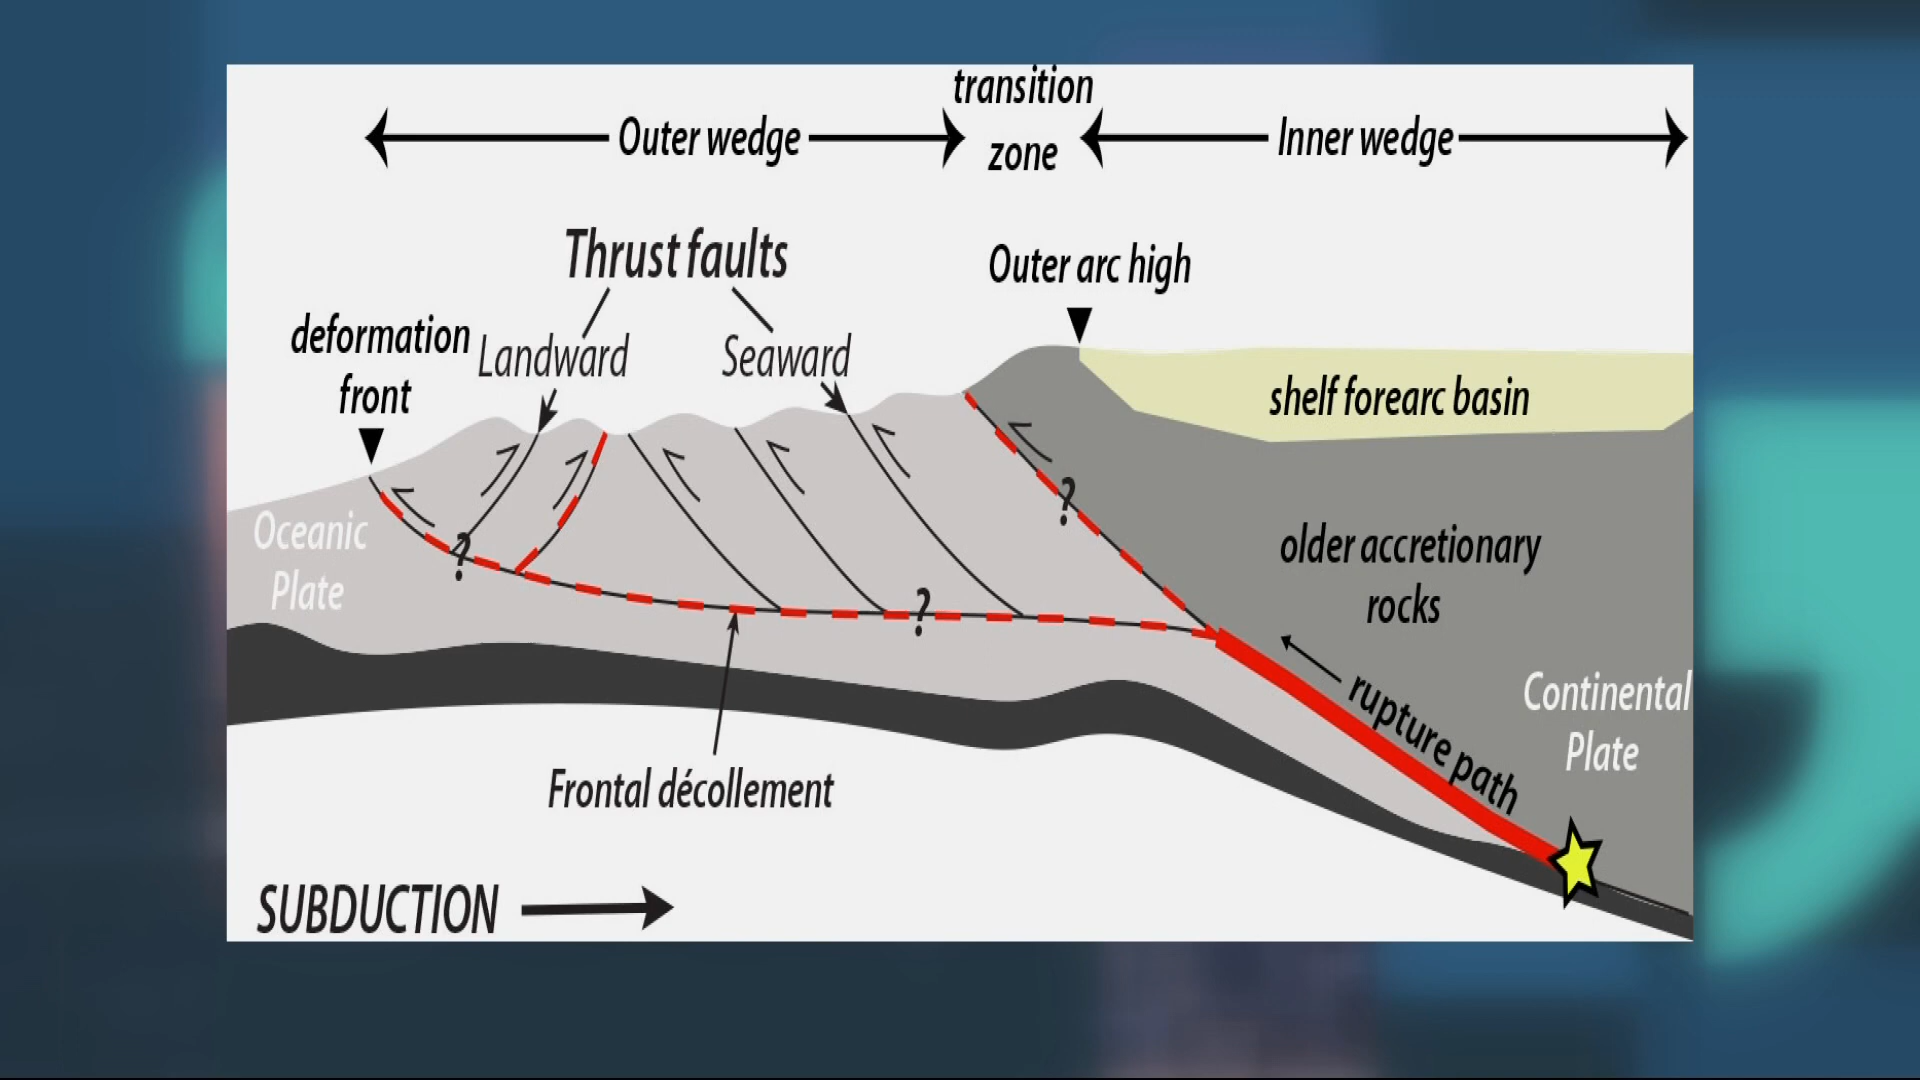 transition
zone
Outer wedge
Inner wedge
Thrust faults
Outer arc high
deformation
front
Landward
Seaward
shelf forearc basin
Oceanic
Plate
?
?
?
older accretionary
rocks
rupture path
Continental
Plate
Frontal décollement
SUBDUCTION